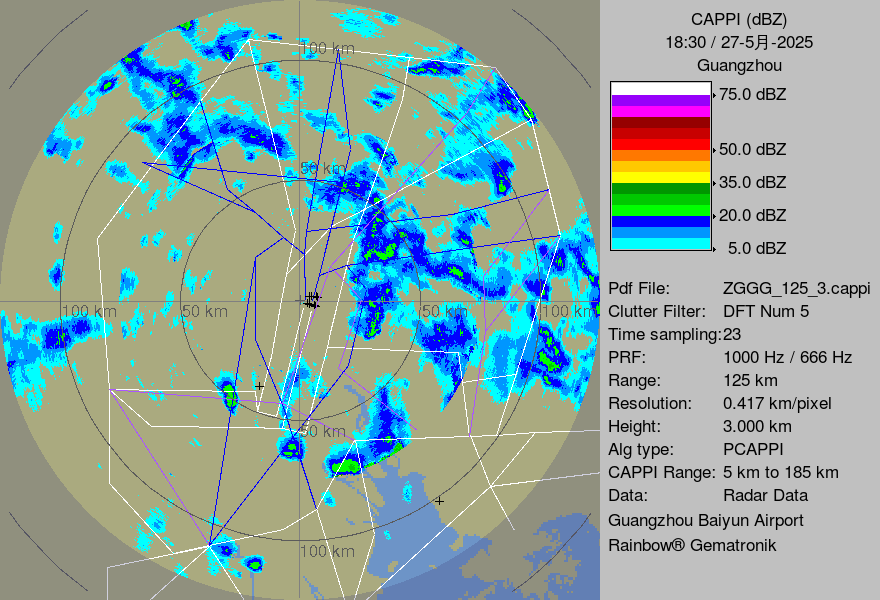 CAPPI (dBZ)
18:30 / 27-5月-2025
Guangzhou
75.0 dBZ
50.0 dBZ
35.0 dBZ
20.0 dBZ
5.0 dBZ
Pdf File: ZGGG_125_3.cappi
Clutter Filter: DFT Num 5
Time sampling:23
PRF: 1000 Hz / 666 Hz
Range: 125 km
Resolution: 0.417 km/pixel
Height: 3.000 km
Alg type: PCAPPI
CAPPI Range: 5 km to 185 km
Data: Radar Data
Guangzhou Baiyun Airport
Rainbow® Gematronik
100 km
50 km
100 km
50 km
50 km
100 km
50 km
100 km